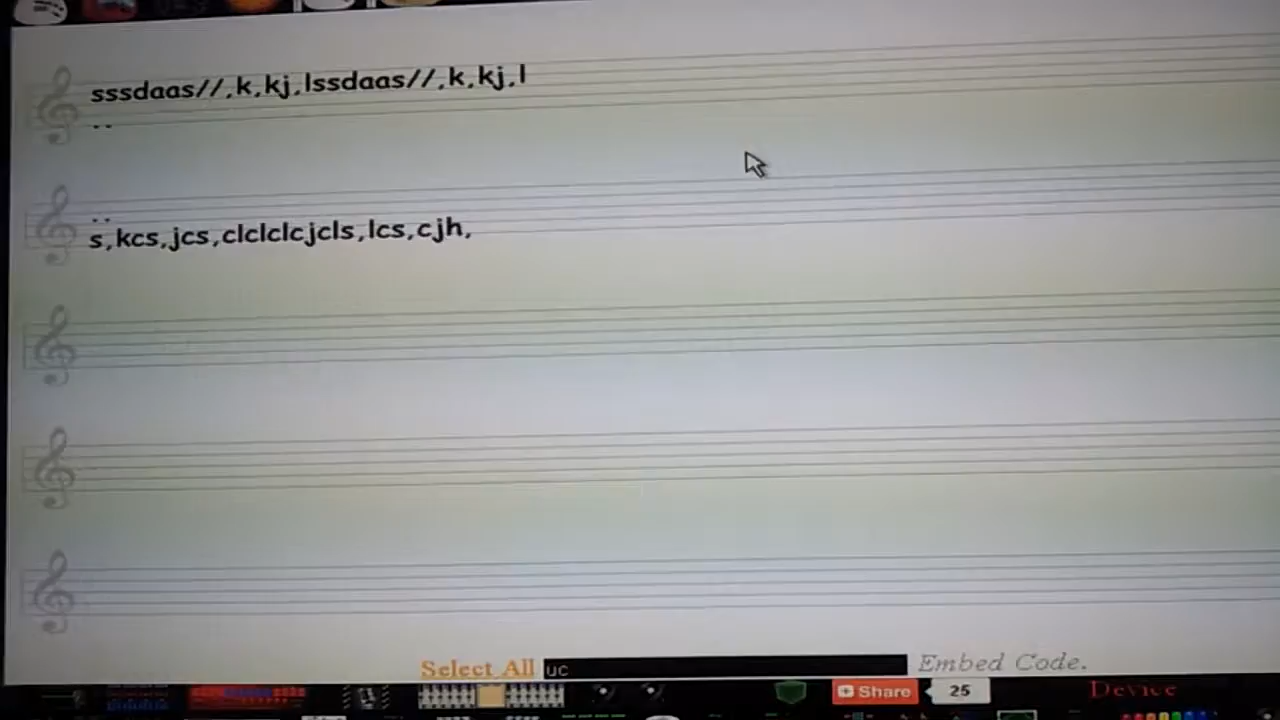 sssdaas//,k,kj,lssdaas//,k,kj,l
..
..
s,kcs,jcs,clclclcjcls,lcs,cjh,
Select All uc Embed Code.
Share 25 Device